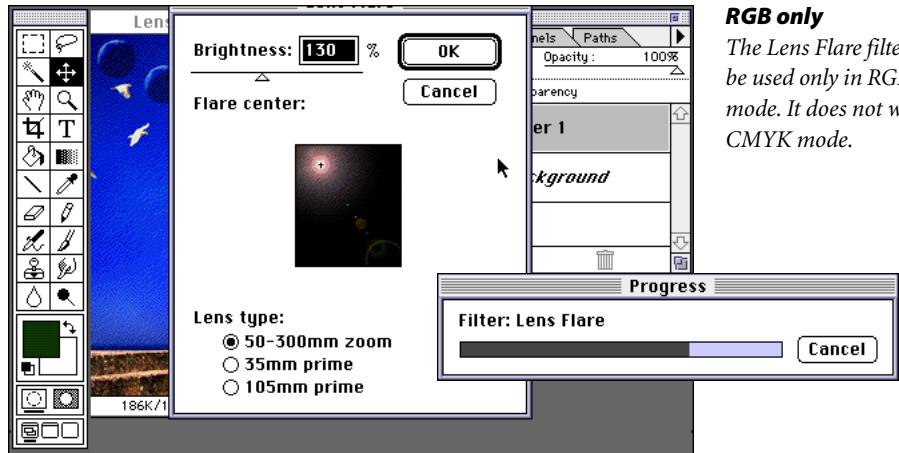 Lens
Lens Flare
Brightness: 130 %
OK
Cancel
Flare center:
Lens type:
50-300mm zoom
35mm prime
105mm prime
186K/1
nels Paths
Opacity: 100%
parency
er 1
kground
T
Progress
Filter: Lens Flare
Cancel
RGB only
The Lens Flare filte
be used only in RG
mode. It does not w
CMYK mode.